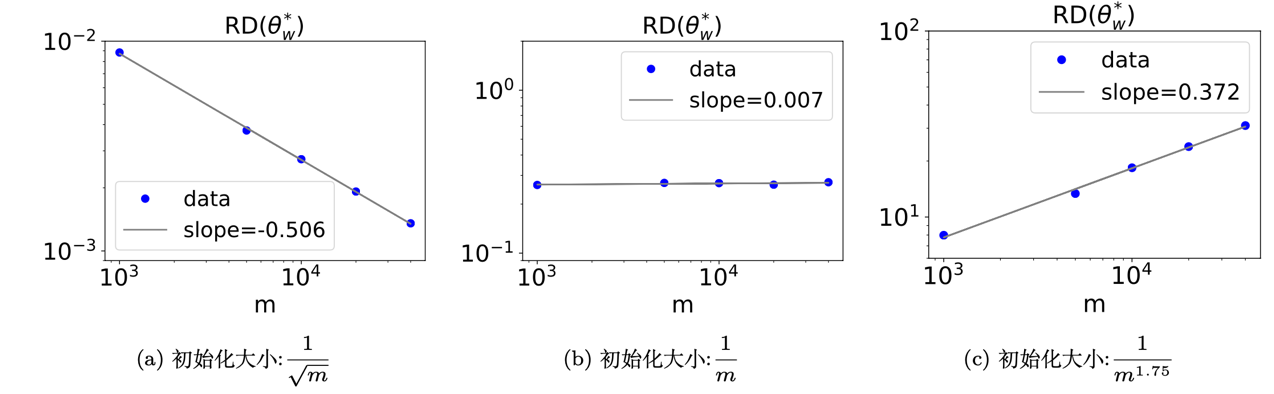 RD(θ*_w)
10^−2
10^−3
data
slope=-0.506
10^3
10^4
m
(a) 初始化大小: 1/√m
RD(θ*_w)
10^0
10^−1
data
slope=0.007
10^3
10^4
m
(b) 初始化大小: 1/m
RD(θ*_w)
10^2
10^1
data
slope=0.372
10^3
10^4
m
(c) 初始化大小: 1/m^1.75